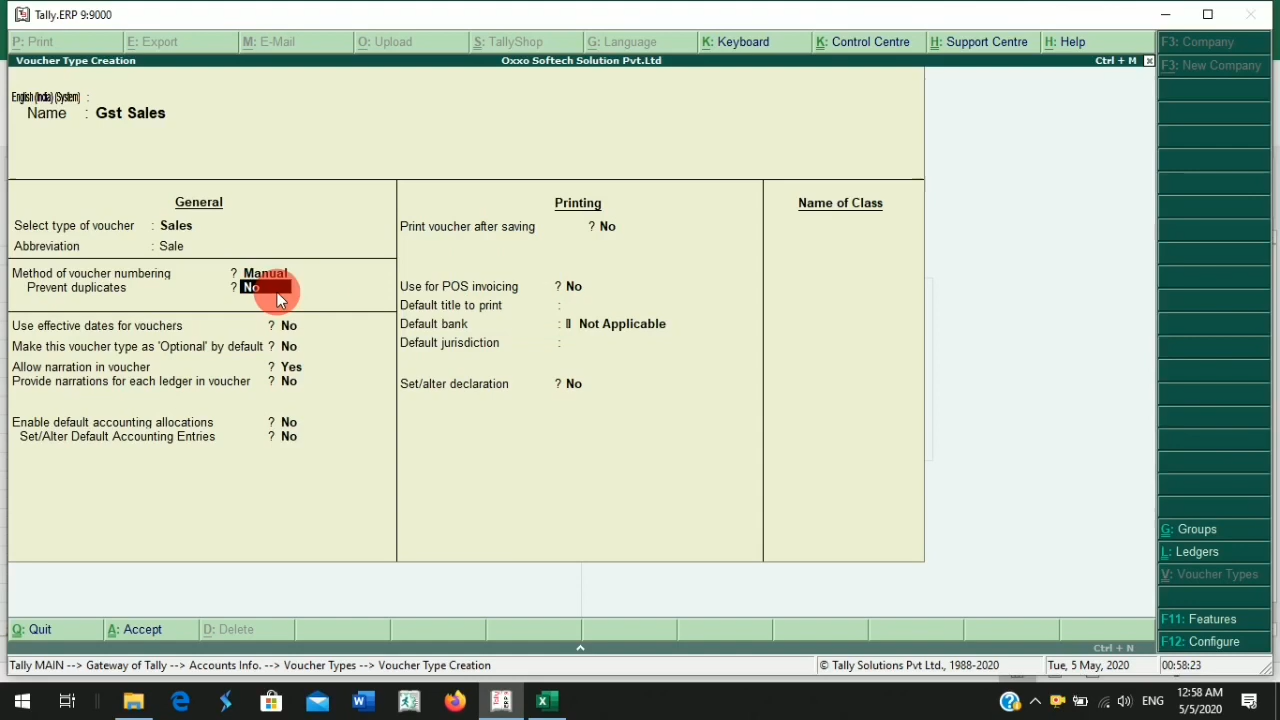 Tally.ERP 9:9000
P: Print E: Export M: E-Mail O: Upload S: TallyShop G: Language K: Keyboard K: Control Centre H: Support Centre H: Help
F3: Company
F3: New Company
Voucher Type Creation Oxxo Softech Solution Pvt.Ltd Ctrl + M
English (India) (System) :
Name : Gst Sales
General
Select type of voucher : Sales
Abbreviation : Sale
Method of voucher numbering ? Manual
Prevent duplicates ? No
Use effective dates for vouchers ? No
Make this voucher type as 'Optional' by default ? No
Allow narration in voucher ? Yes
Provide narrations for each ledger in voucher ? No
Enable default accounting allocations ? No
Set/Alter Default Accounting Entries ? No
Printing
Print voucher after saving ? No
Use for POS invoicing ? No
Default title to print :
Default bank : Not Applicable
Default jurisdiction :
Set/alter declaration ? No
Name of Class
G: Groups
L: Ledgers
V: Voucher Types
F11: Features
F12: Configure
Q: Quit A: Accept D: Delete
Ctrl + N
Tally MAIN --> Gateway of Tally --> Accounts Info. --> Voucher Types --> Voucher Type Creation © Tally Solutions Pvt Ltd., 1988-2020 Tue, 5 May, 2020 00:58:23
ENG 12:58 AM
5/5/2020